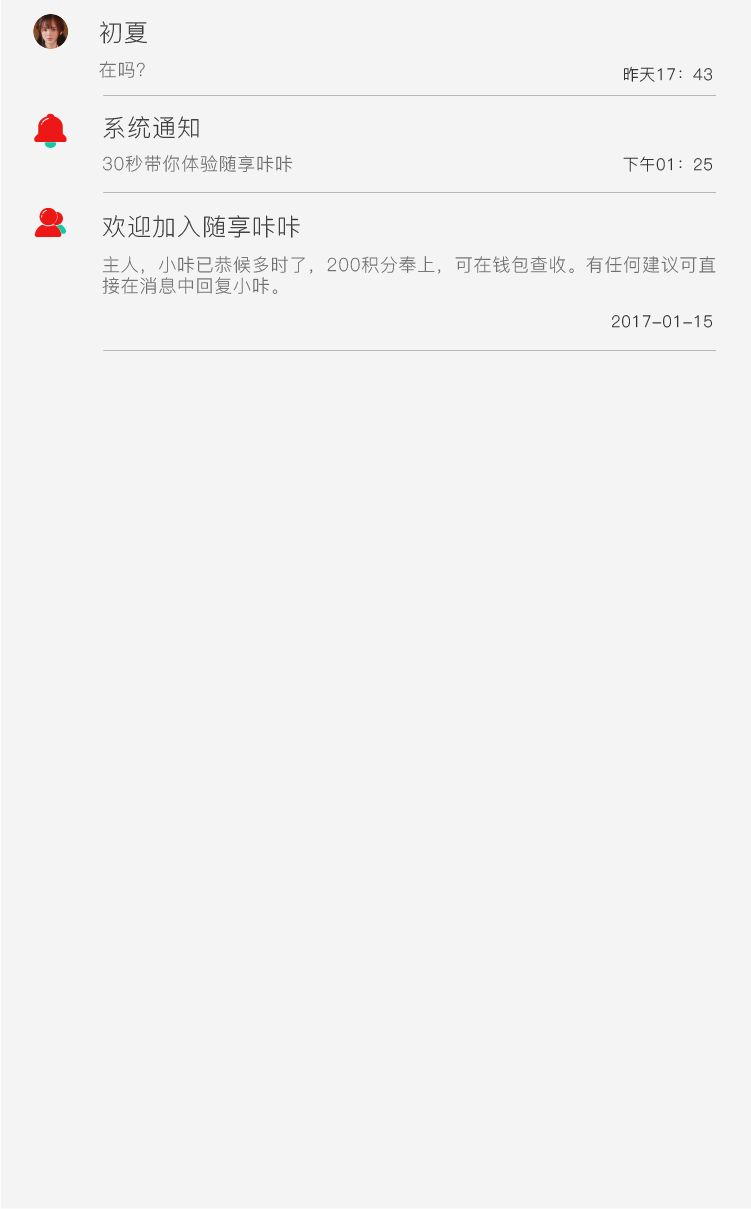 初夏
在吗?
昨天17：43
系统通知
30秒带你体验随享咔咔
下午01：25
欢迎加入随享咔咔
主人，小咔已恭候多时了，200积分奉上，可在钱包查收。有任何建议可直
接在消息中回复小咔。
2017-01-15